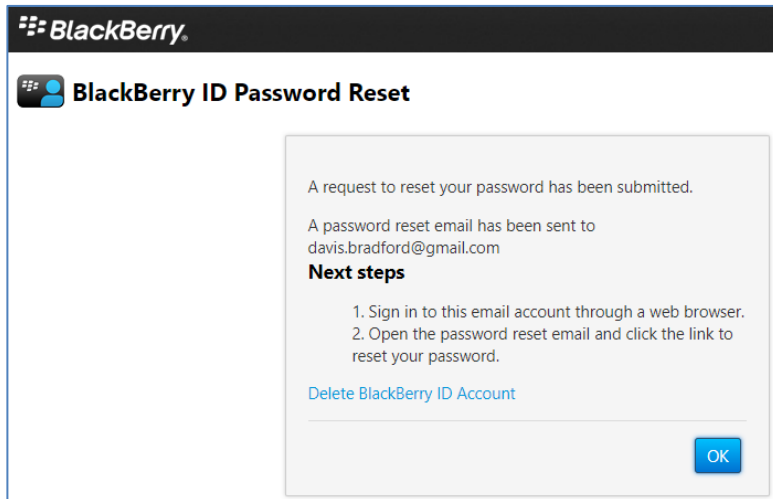 BlackBerry®
BlackBerry ID Password Reset
A request to reset your password has been submitted.
A password reset email has been sent to
davis.bradford@gmail.com
Next steps
1. Sign in to this email account through a web browser.
2. Open the password reset email and click the link to
reset your password.
Delete BlackBerry ID Account
OK